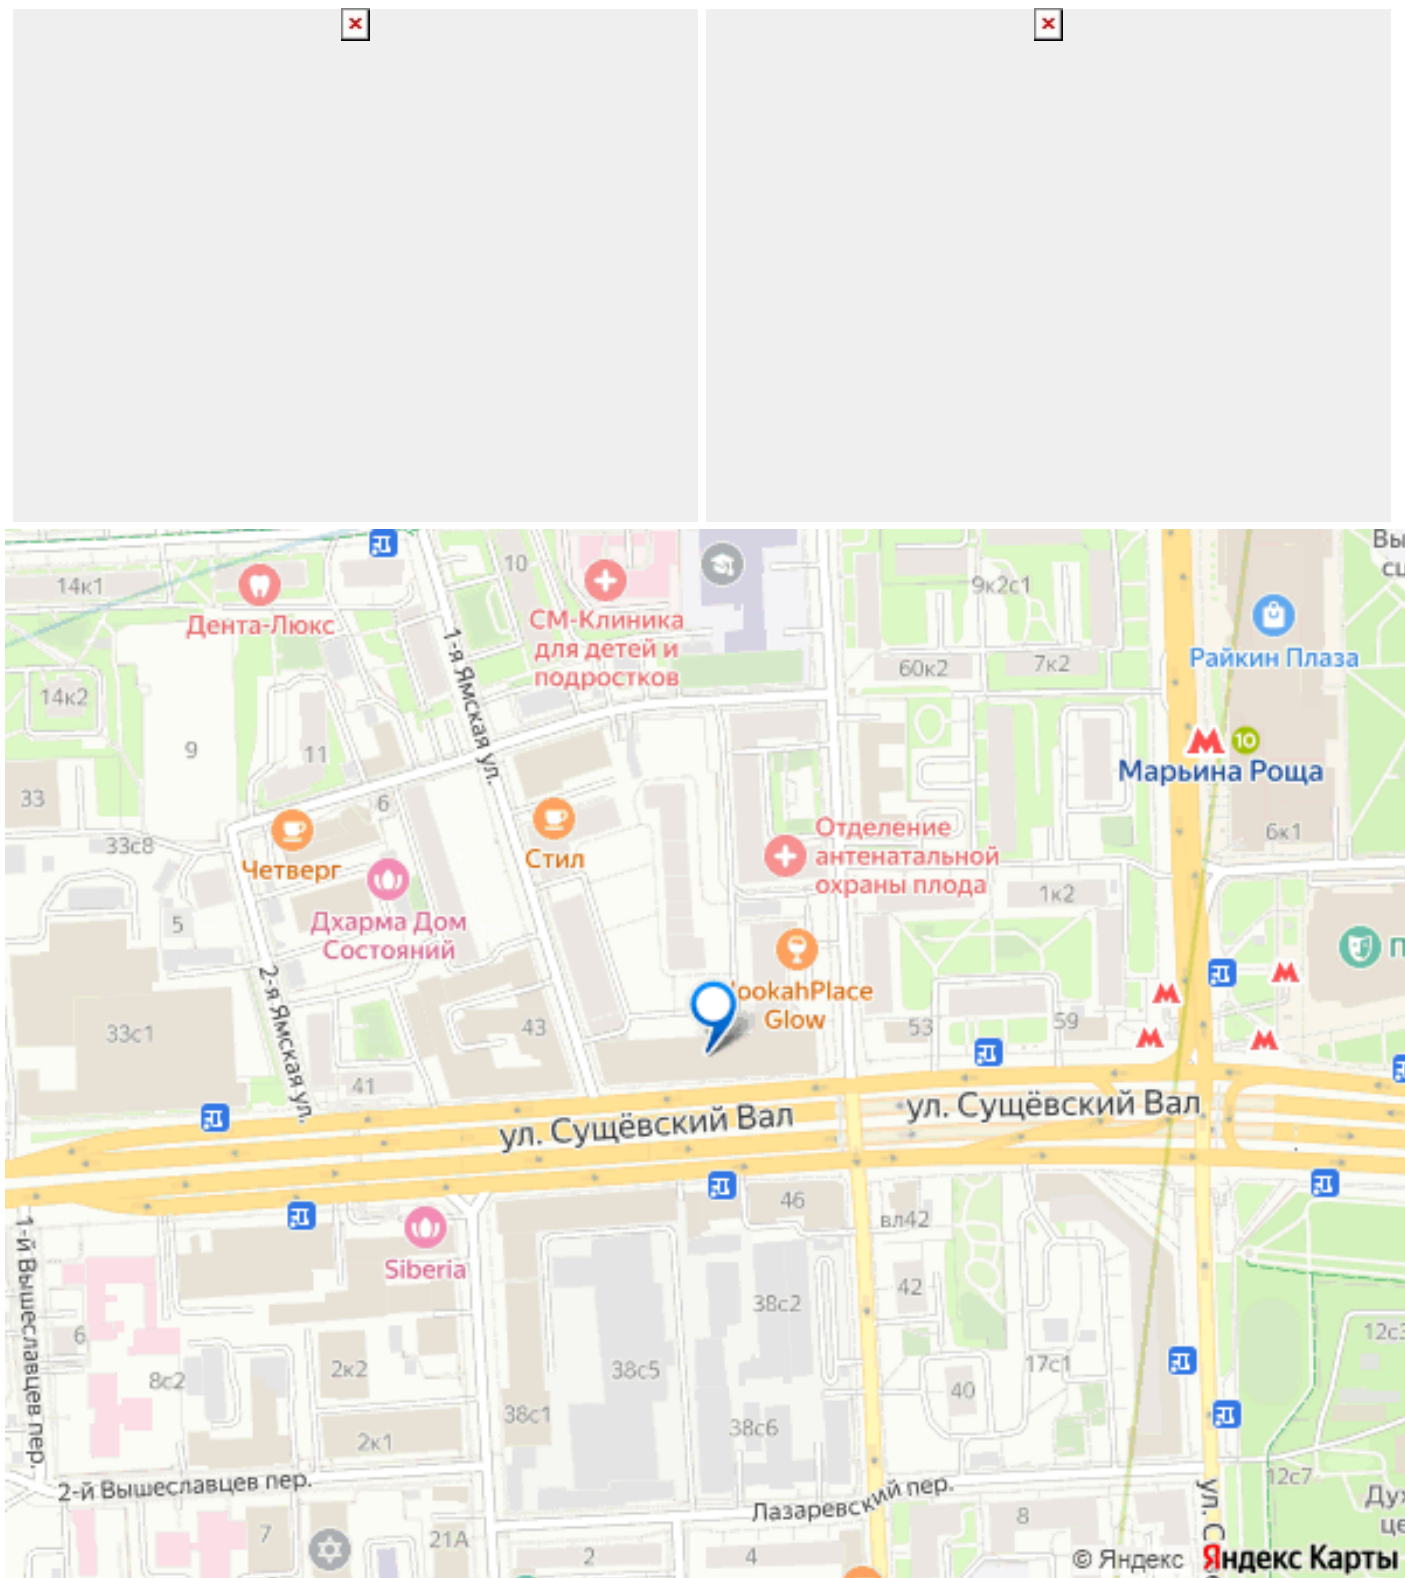 Вы
10
14к1
9к2с1
Дента-Люкс
СМ-Клиника
для детей и
подростков
1-я Ямская ул.
Райкин Плаза
60к2
7к2
14к2
9
11
10
Марьина Роща
33
6
6к1
33с8
Четверг
Стил
Отделение
антенатальной
охраны плода
1к2
5
Дхарма Дом
Состояний
2-я Ямская ул.
ookahPlace
Glow
33с1
43
53
59
41
ул. Сущёвский Вал
ул. Сущёвский Вал
46
вл42
1-й Вышеславцев пер.
Siberia
42
38с2
6
8с2
2к2
38с5
17с1
40
38с1
38с6
2к1
2-й Вышеславцев пер.
Лазаревский пер.
12с7
7
21А
2
4
8
© Яндекс
Яндекс Карты